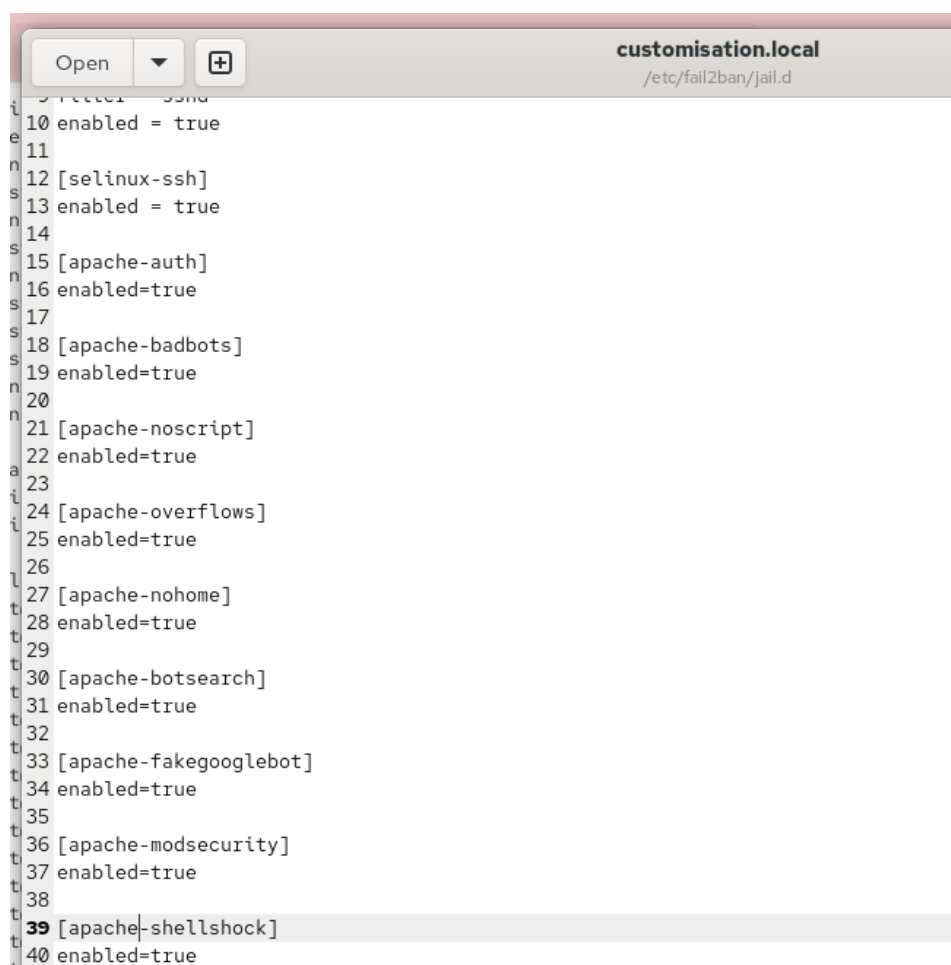 Open
customisation.local
/etc/fail2ban/jail.d
10 enabled = true
11
12 [selinux-ssh]
13 enabled = true
14
15 [apache-auth]
16 enabled=true
17
18 [apache-badbots]
19 enabled=true
20
21 [apache-noscript]
22 enabled=true
23
24 [apache-overflows]
25 enabled=true
26
27 [apache-nohome]
28 enabled=true
29
30 [apache-botsearch]
31 enabled=true
32
33 [apache-fakegooglebot]
34 enabled=true
35
36 [apache-modsecurity]
37 enabled=true
38
39 [apache-shellshock]
40 enabled=true